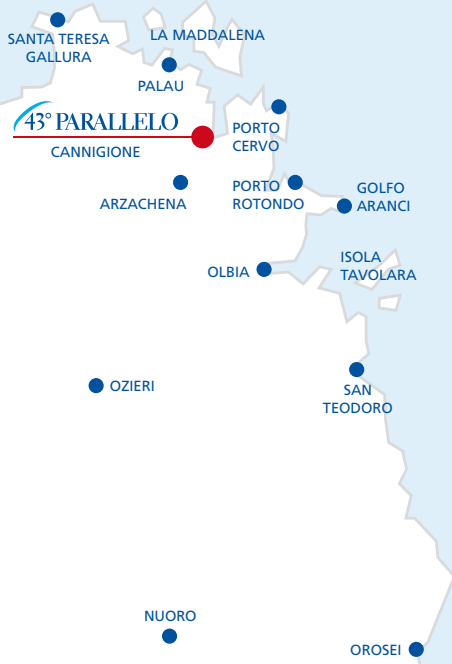 SANTA TERESA
GALLURA
LA MADDALENA
PALAU
43° PARALLELO
CANNIGIONE
PORTO
CERVO
ARZACHENA
PORTO
ROTONDO
GOLFO
ARANCI
OLBIA
ISOLA
TAVOLARA
OZIERI
SAN
TEODORO
NUORO
OROSEI